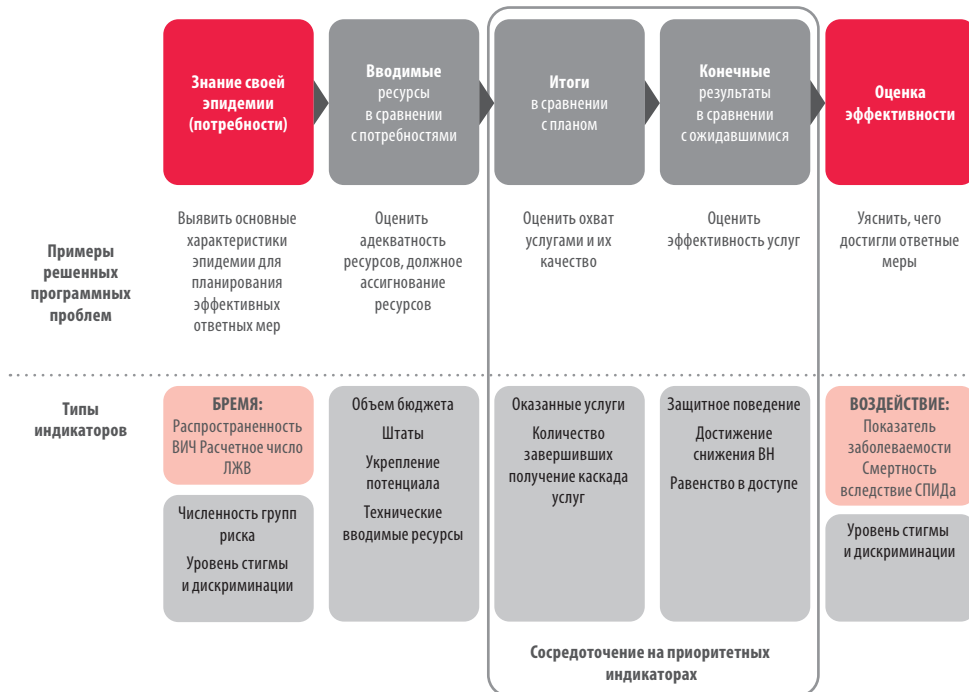 Знание своей
эпидемии
(потребности)
Вводимые
ресурсы
в сравнении
с потребностями
Итоги
в сравнении
с планом
Конечные
результаты
в сравнении
с ожидавшимися
Оценка
эффективности
Примеры
решенных
программных
проблем
Выявить основные
характеристики
эпидемии для
планирования
эффективных
ответных мер
Оценить
адекватность
ресурсов, должное
ассигнование
ресурсов
Оценить охват
услугами и их
качество
Оценить
эффективность услуг
Уяснить, чего
достигли ответные
меры
Типы
индикаторов
БРЕМЯ:
Распространенность
ВИЧ Расчетное число
ЛЖВ
Численность групп
риска
Уровень стигмы
и дискриминации
Объем бюджета
Штаты
Укрепление
потенциала
Технические
вводимые ресурсы
Оказанные услуги
Количество
завершивших
получение каскада
услуг
Защитное поведение
Достижение
снижения ВН
Равенство в доступе
ВОЗДЕЙСТВИЕ:
Показатель
заболеваемости
Смертность
вследствие СПИДа
Уровень стигмы
и дискриминации
Сосредоточение на приоритетных
индикаторах